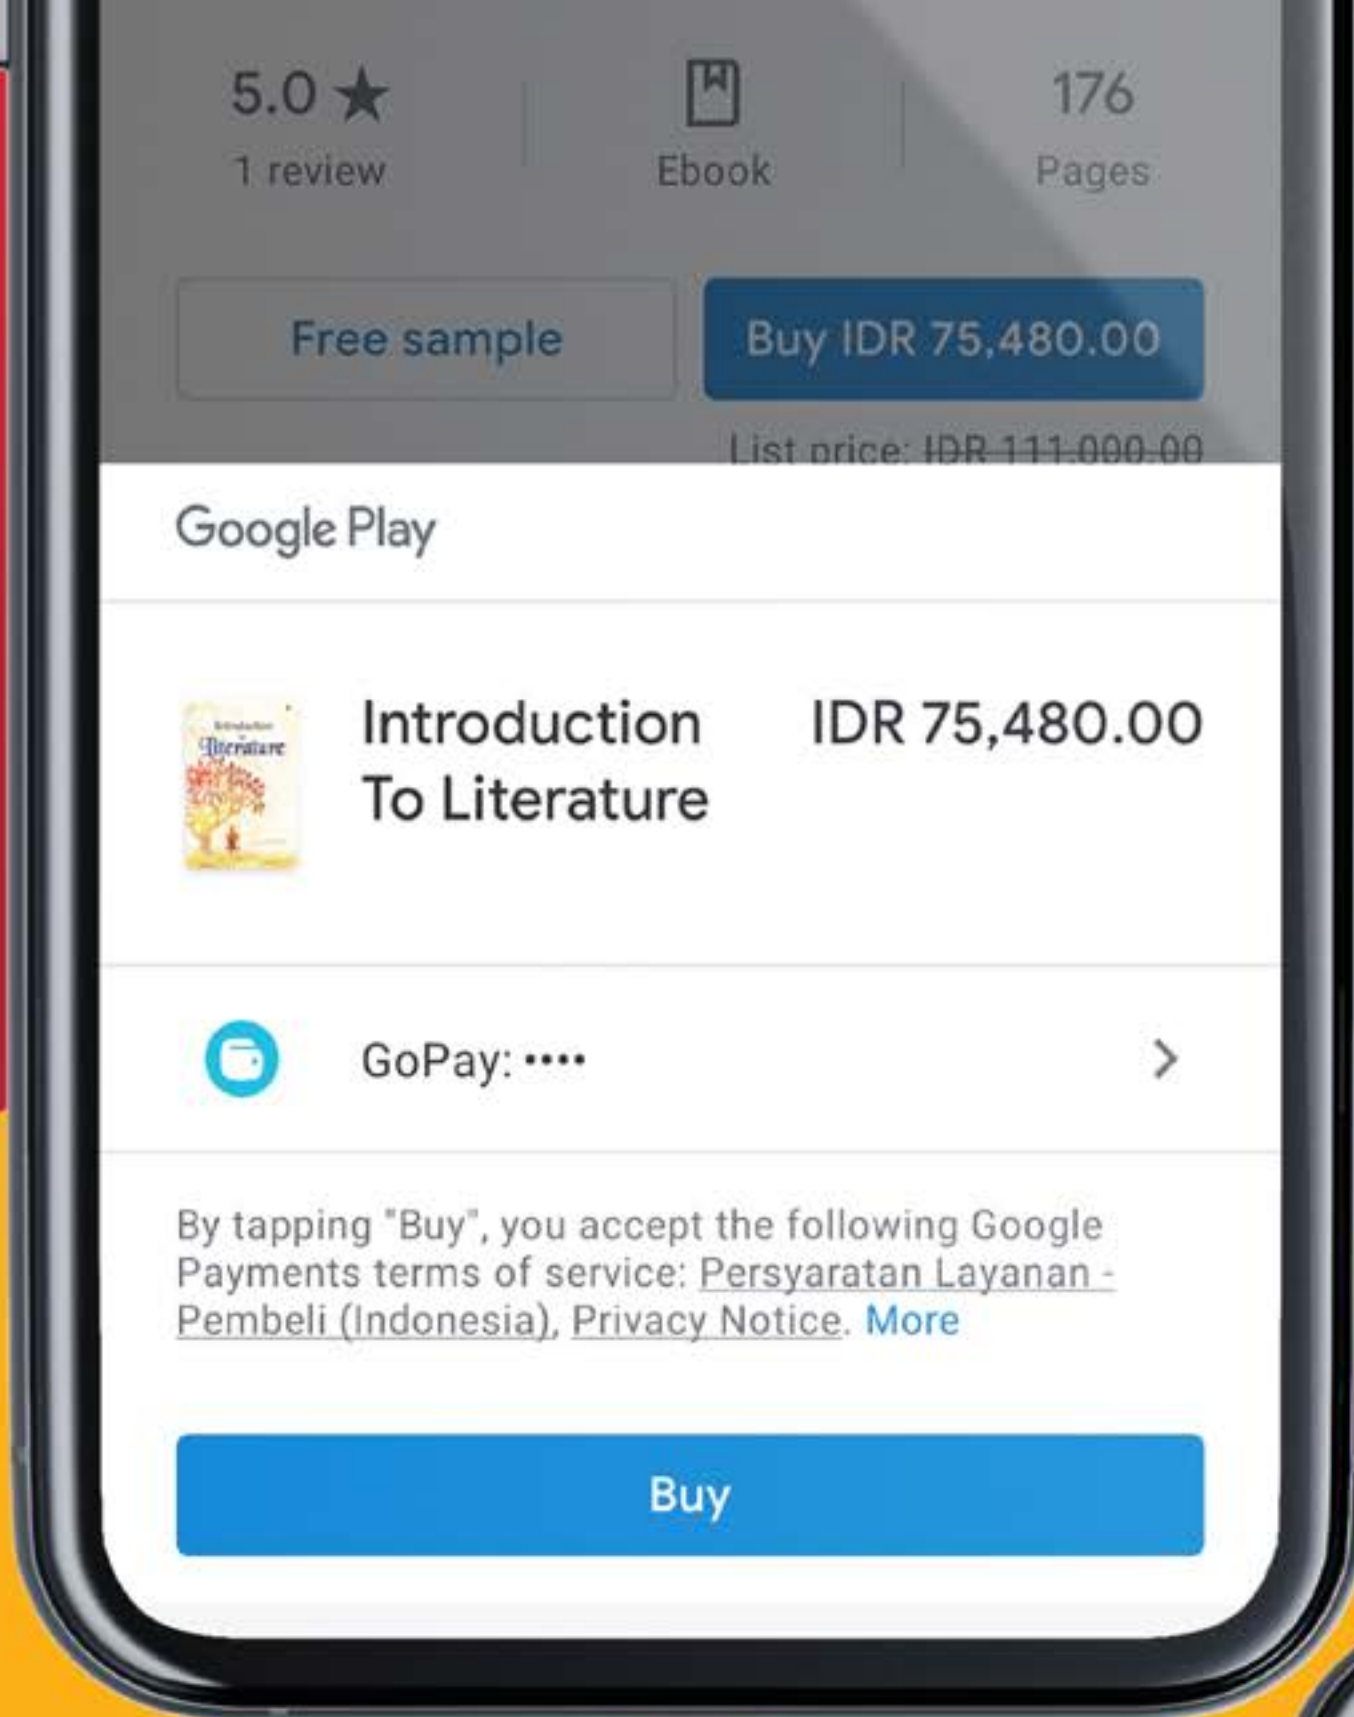 5.0 ★
1 review
Ebook
176
Pages
Free sample
Buy IDR 75,480.00
List price: IDR 111.000.00
Google Play
Introduction
Literature
Introduction
To Literature
IDR 75,480.00
GoPay: ••••
By tapping "Buy", you accept the following Google
Payments terms of service: Persyaratan Layanan -
Pembeli (Indonesia), Privacy Notice. More
Buy